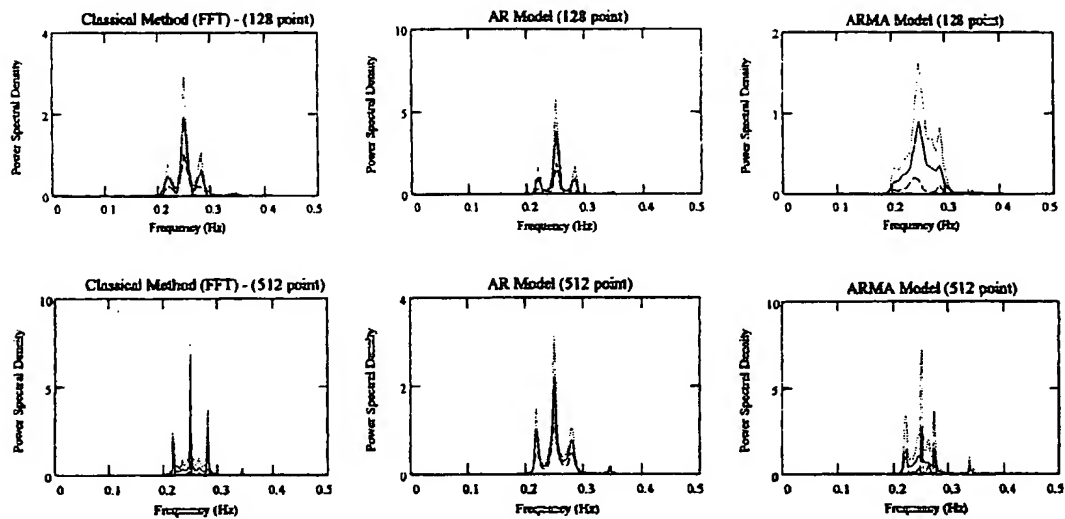 Classical Method (FFT) - (128 point)
4
2
0
Power Spectral Density
0 0.1 0.2 0.3 0.4 0.5
Frequency (Hz)
AR Model (128 point)
10
5
0
Power Spectral Density
0 0.1 0.2 0.3 0.4 0.5
Frequency (Hz)
ARMA Model (128 point)
2
1
0
Power Spectral Density
0 0.1 0.2 0.3 0.4 0.5
Frequency (Hz)
Classical Method (FFT) - (512 point)
10
5
0
Power Spectral Density
0 0.1 0.2 0.3 0.4 0.5
Frequency (Hz)
AR Model (512 point)
4
2
0
Power Spectral Density
0 0.1 0.2 0.3 0.4 0.5
Frequency (Hz)
ARMA Model (512 point)
10
5
0
Power Spectral Density
0 0.1 0.2 0.3 0.4 0.5
Frequency (Hz)